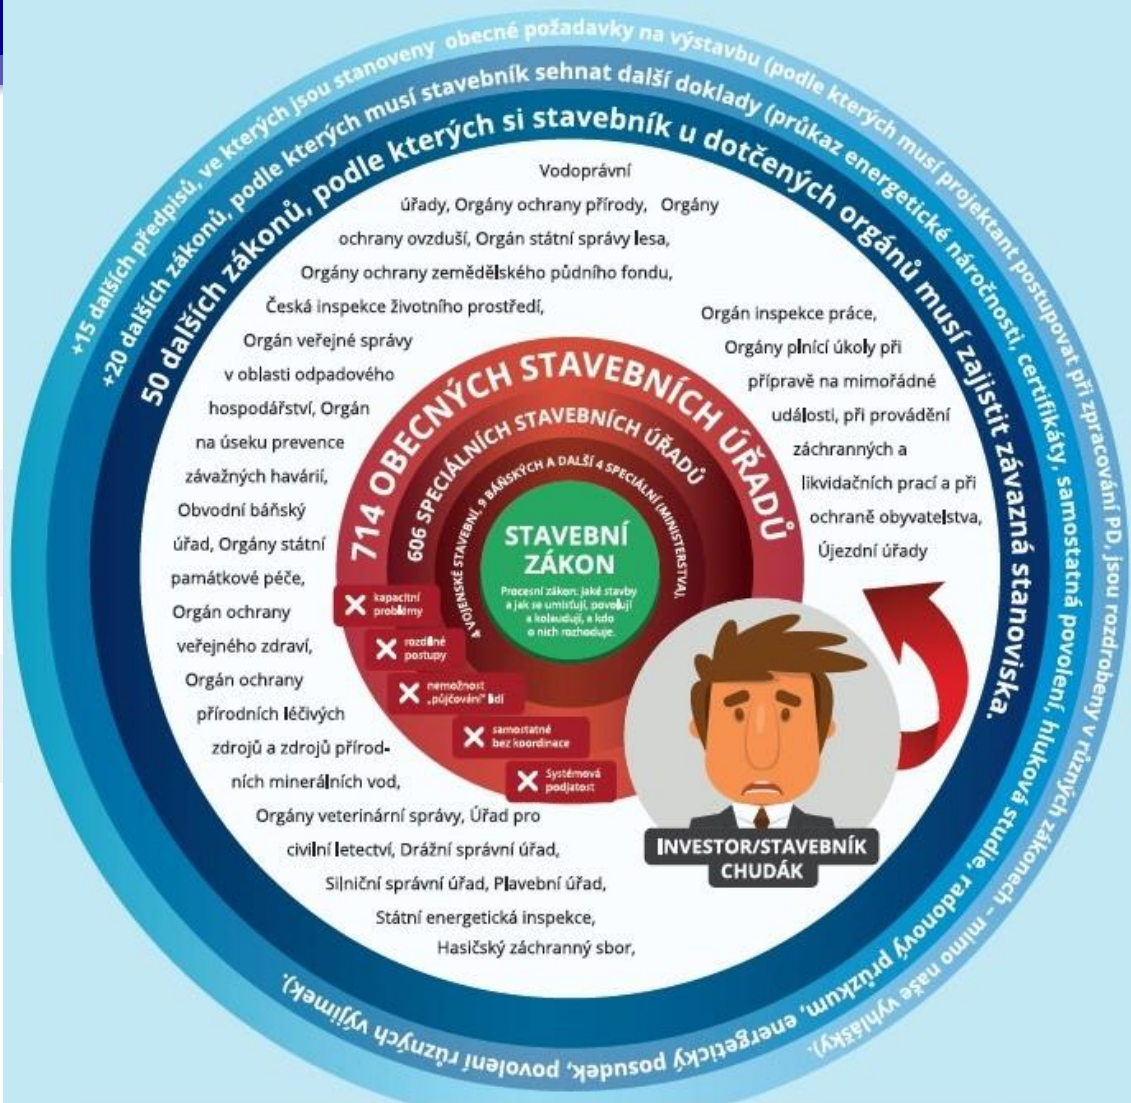 +15 dalších předpisů, ve kterých jsou stanoveny obecné požadavky na výstavbu (podle kterých musí projektant postupovat při zpracování PD, jsou rozdrobeny v různých zákonech – mimo naše vyhlášky).
+20 dalších zákonů, podle kterých musí stavebník sehnat další doklady (průkaz energetické náročnosti, certifikáty, samostatná povolení, hluková studie, radonový průzkum, energetický posudek, povolení různých výjimek).
50 dalších zákonů, podle kterých si stavebník u dotčených orgánů musí zajistit závazná stanoviska.
Vodoprávní
úřady, Orgány ochrany přírody, Orgány
ochrany ovzduší, Orgán státní správy lesa,
Orgány ochrany zemědělského půdního fondu,
Česká inspekce životního prostředí,
Orgán veřejné správy
v oblasti odpadového
hospodářství, Orgán
na úseku prevence
závažných havárií,
Obvodní báňský
úřad, Orgány státní
památkové péče,
Orgán ochrany
veřejného zdraví,
Orgán ochrany
přírodních léčivých
zdrojů a zdrojů přírod-
ních minerálních vod,
Orgány veterinární správy, Úřad pro
civilní letectví, Drážní správní úřad,
Silniční správní úřad, Plavební úřad,
Státní energetická inspekce,
Hasičský záchranný sbor,
Orgán inspekce práce,
Orgány plnící úkoly při
přípravě na mimořádné
události, při provádění
záchranných a
likvidačních prací a při
ochraně obyvatelstva,
Újezdní úřady
714 OBECNÝCH STAVEBNÍCH ÚŘADŮ
606 SPECIÁLNÍCH STAVEBNÍCH ÚŘADŮ
4 VOJENSKÉ STAVEBNÍ, 9 BÁŇSKÝCH A DALŠÍ 4 SPECIÁLNÍ (MINISTERSTVA).
STAVEBNÍ
ZÁKON
Procesní zákon: jaké stavby
a jak se umisťují, povolují
a kolaudují, a kdo
o nich rozhoduje.
kapacitní
problémy
rozdílné
postupy
nemožnost
„půjčování" lidí
samostatné
bez koordinace
Systémová
podjatost
INVESTOR/STAVEBNÍK
CHUDÁK